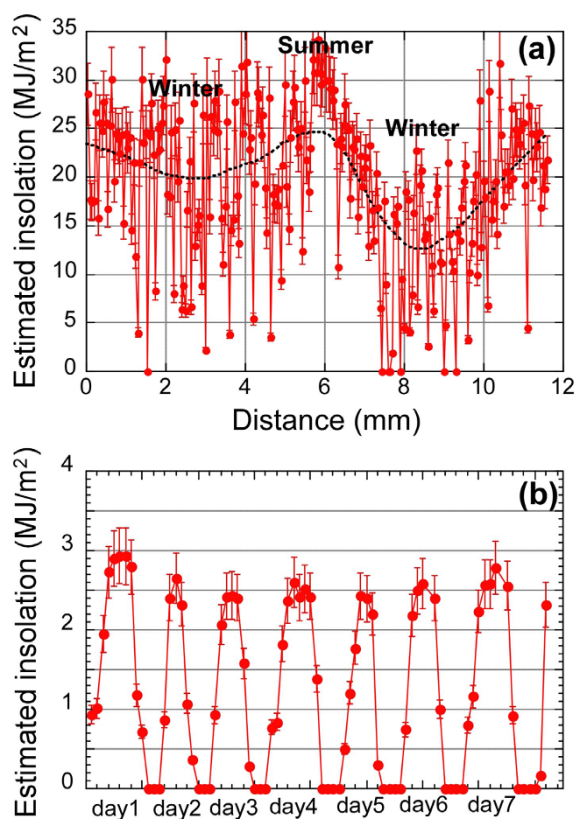 (a)
Summer
Winter
Winter
Estimated insolation (MJ/m²)
35
30
25
20
15
10
5
0
0 2 4 6 8 10 12
Distance (mm)
(b)
Estimated insolation (MJ/m²)
4
3
2
1
0
day1 day2 day3 day4 day5 day6 day7